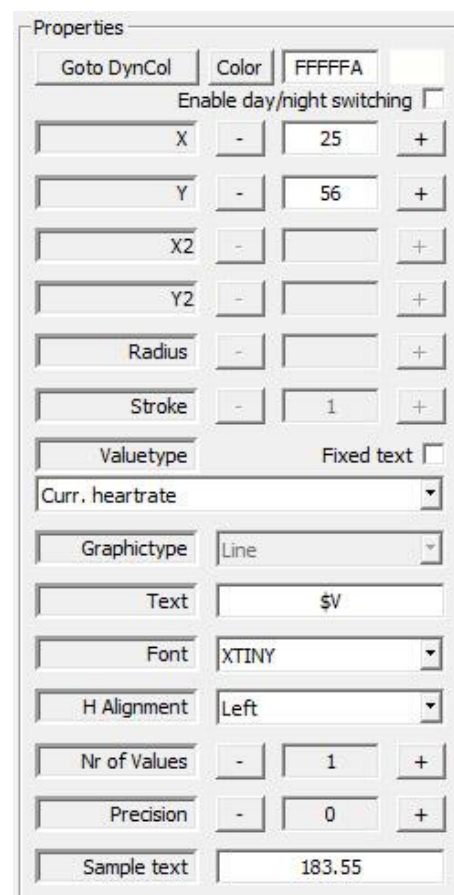 Properties
Goto DynCol Color FFFFFA
Enable day/night switching
X - 25 +
Y - 56 +
X2 - +
Y2 - +
Radius - +
Stroke - 1 +
Valuetype Fixed text
Curr. heartrate
Graphictype Line
Text $V
Font XTINY
H Alignment Left
Nr of Values - 1 +
Precision - 0 +
Sample text 183.55